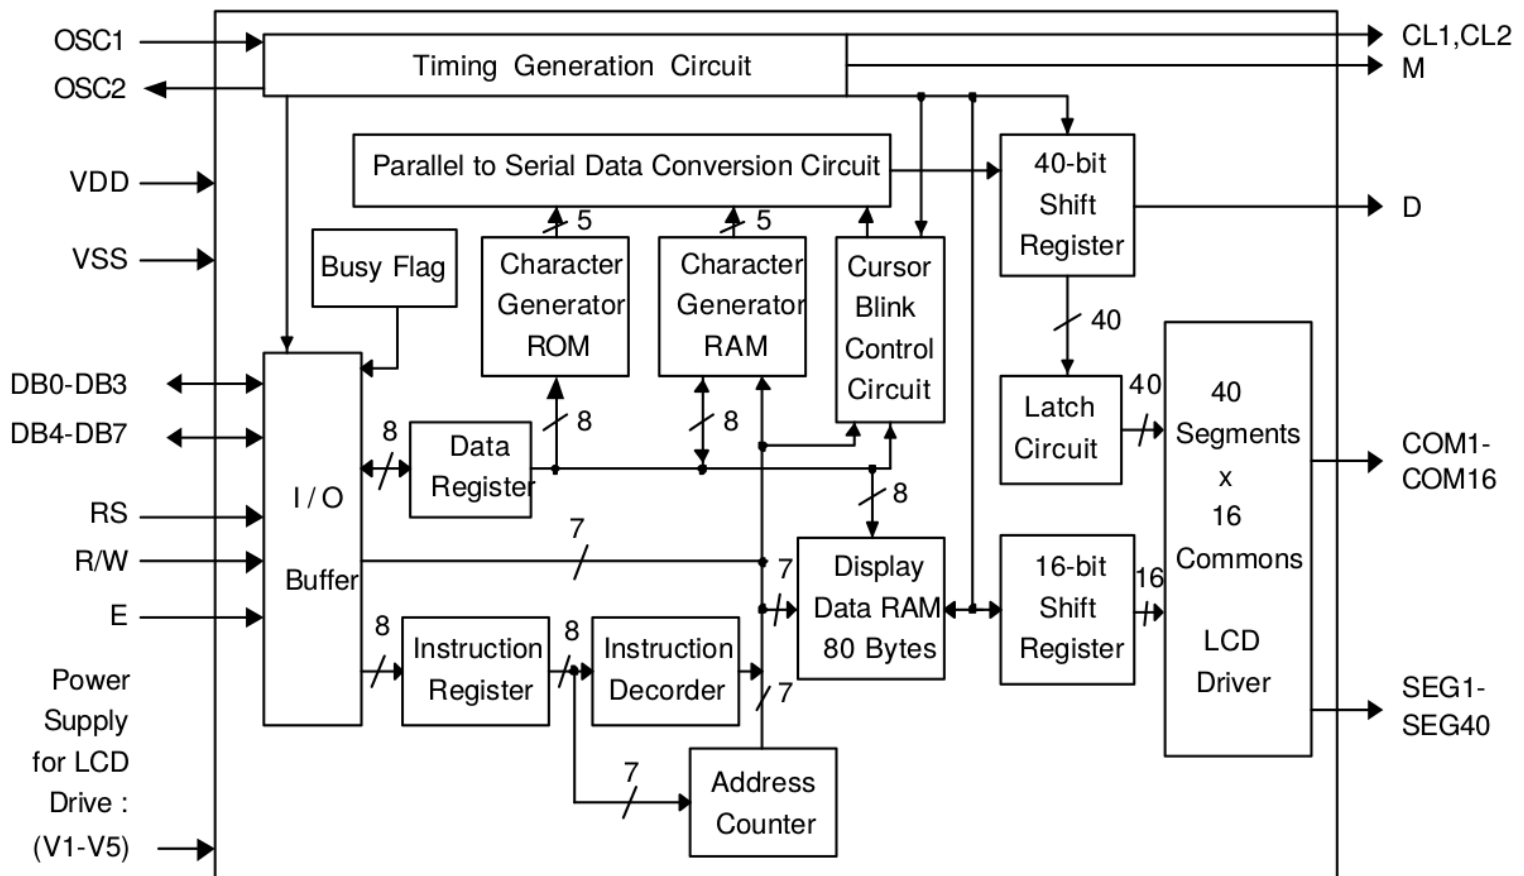 OSC1
OSC2
VDD
VSS
DB0-DB3
DB4-DB7
RS
R/W
E
Power
Supply
for LCD
Drive :
(V1-V5)
Timing Generation Circuit
Parallel to Serial Data Conversion Circuit
5
5
Busy Flag
Character
Generator
ROM
Character
Generator
RAM
Cursor
Blink
Control
Circuit
40-bit
Shift
Register
40
8
8
8
Data
Register
8
I / O
Buffer
7
7
Display
Data RAM
80 Bytes
16-bit
Shift
Register
16
Latch
Circuit
40
40
Segments
x
16
Commons
LCD
Driver
8
Instruction
Register
8
Instruction
Decorder
7
7
Address
Counter
CL1,CL2
M
D
COM1-
COM16
SEG1-
SEG40